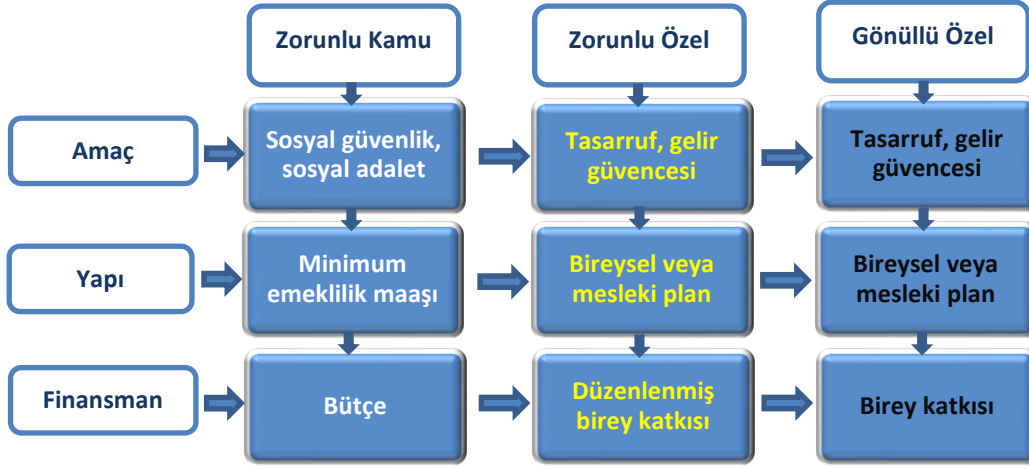 Zorunlu Kamu
Zorunlu Özel
Gönüllü Özel
Amaç
Sosyal güvenlik,
sosyal adalet
Tasarruf, gelir
güvencesi
Tasarruf, gelir
güvencesi
Yapı
Minimum
emeklilik maaşı
Bireysel veya
mesleki plan
Bireysel veya
mesleki plan
Finansman
Bütçe
Düzenlenmiş
birey katkısı
Birey katkısı